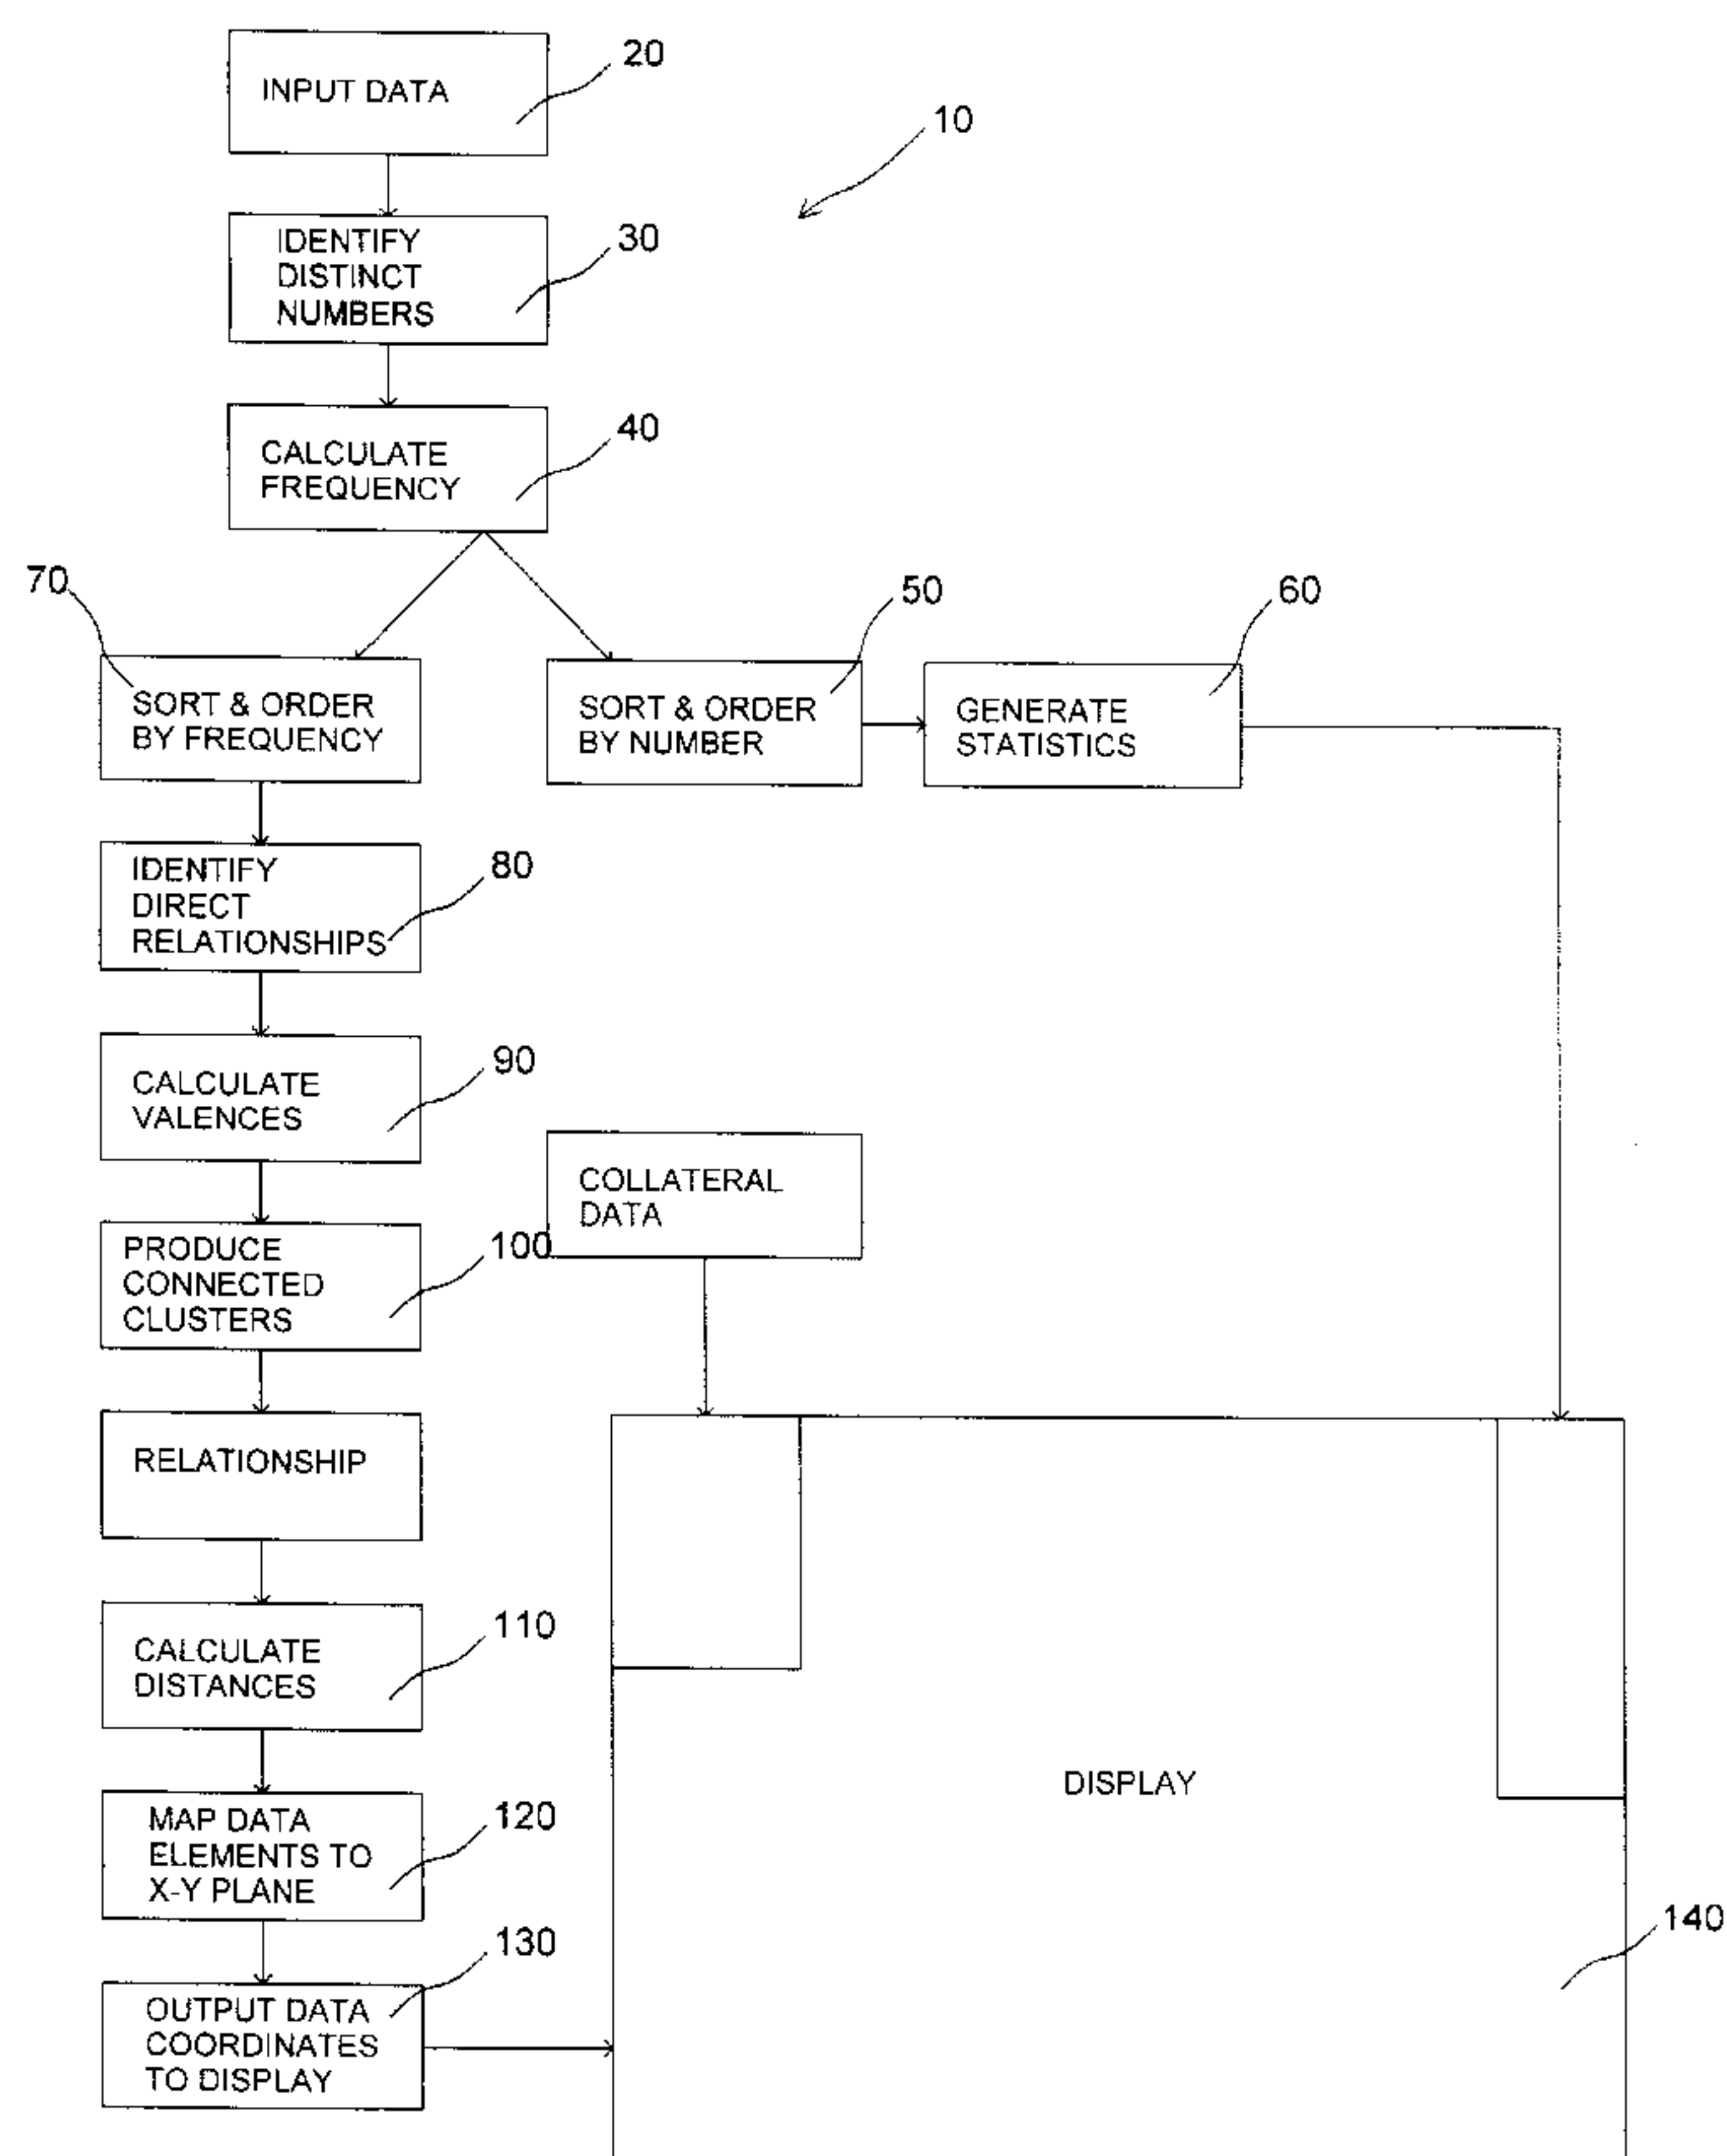 20
INPUT DATA
10
30
IDENTIFY
DISTINCT
NUMBERS
40
CALCULATE
FREQUENCY
70
50
60
SORT & ORDER
BY FREQUENCY
SORT & ORDER
BY NUMBER
GENERATE
STATISTICS
80
IDENTIFY
DIRECT
RELATIONSHIPS
90
CALCULATE
VALENCES
COLLATERAL
DATA
100
PRODUCE
CONNECTED
CLUSTERS
RELATIONSHIP
110
CALCULATE
DISTANCES
DISPLAY
120
MAP DATA
ELEMENTS TO
X-Y PLANE
140
130
OUTPUT DATA
COORDINATES
TO DISPLAY